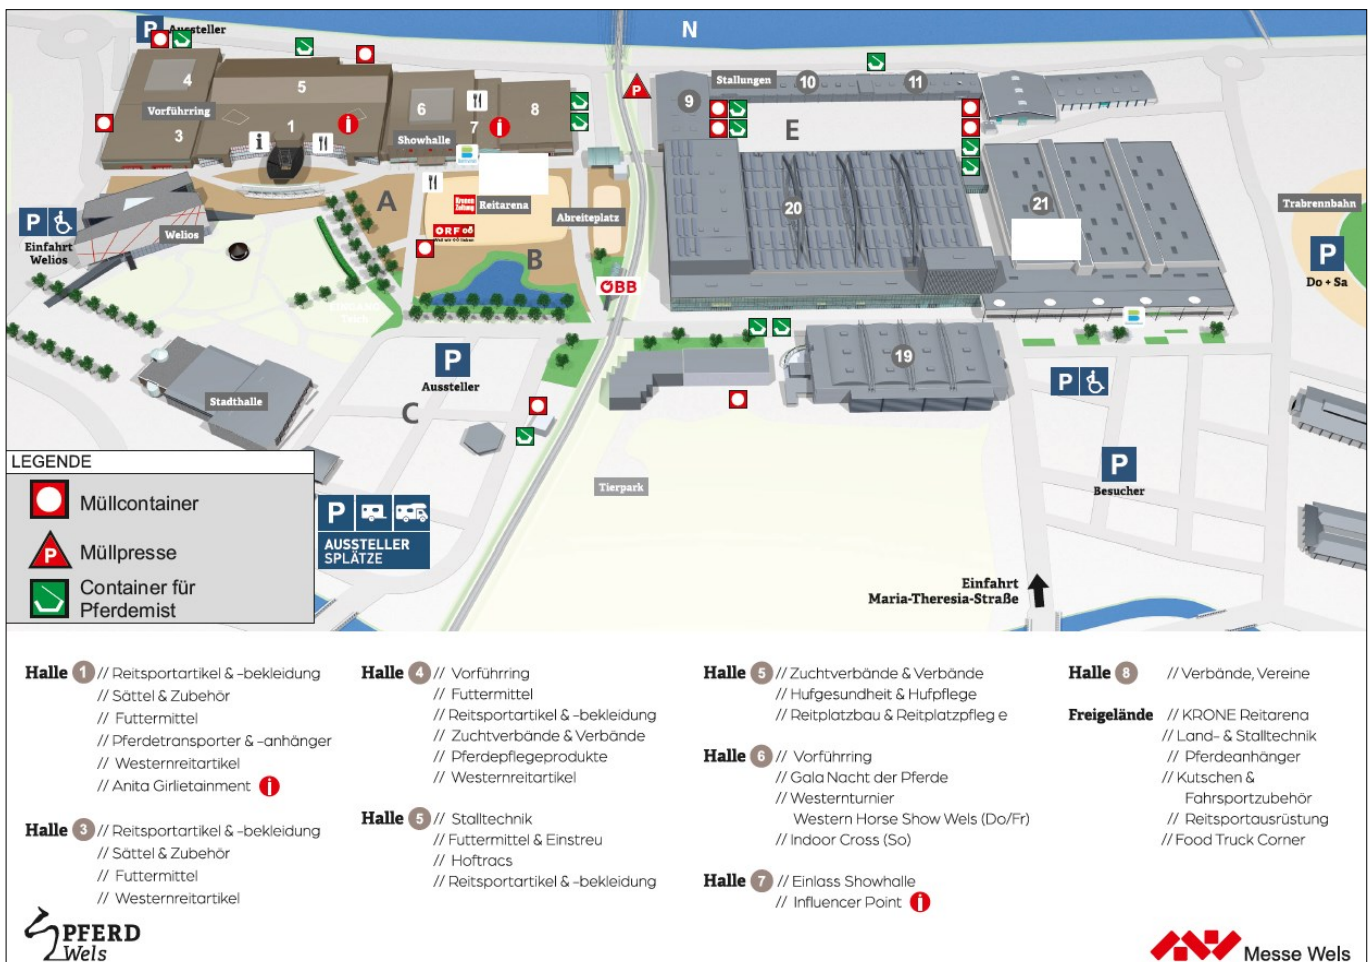 N
P Aussteller
4
5
Vorführring
3
1
i
6
7
8
Showhalle
P
Stallungen
9
10
11
E
A
Kronen Zeitung
Reitarena
ORF OÖ
B
Abreiteplatz
ÖBB
20
21
19
Trabrennbahn
P
Do + Sa
P
Einfahrt
Welios
Welios
Stadthalle
P
Aussteller
C
Tierpark
P
P
Besucher
Einfahrt
Maria-Theresia-Straße
P
AUSSTELLER
SPLÄTZE
LEGENDE
Müllcontainer
P Müllpresse
Container für
Pferdemist
Halle 1 // Reitsportartikel & -bekleidung
// Sättel & Zubehör
// Futtermittel
// Pferdetransporter & -anhänger
// Westernreitartikel
// Anita Girlietainment i
Halle 3 // Reitsportartikel & -bekleidung
// Sättel & Zubehör
// Futtermittel
// Westernreitartikel
Halle 4 // Vorführring
// Futtermittel
// Reitsportartikel & -bekleidung
// Zuchtverbände & Verbände
// Pferdepflegeprodukte
// Westernreitartikel
Halle 5 // Stalltechnik
// Futtermittel & Einstreu
// Hoftracs
// Reitsportartikel & -bekleidung
Halle 5 // Zuchtverbände & Verbände
// Hufgesundheit & Hufpflege
// Reitplatzbau & Reitplatzpfleg e
Halle 6 // Vorführring
// Gala Nacht der Pferde
// Westernturnier
Western Horse Show Wels (Do/Fr)
// Indoor Cross (So)
Halle 7 // Einlass Showhalle
// Influencer Point i
Halle 8 // Verbände, Vereine
Freigelände // KRONE Reitarena
// Land- & Stalltechnik
// Pferdeanhänger
// Kutschen &
Fahrsportzubehör
// Reitsportausrüstung
// Food Truck Corner
PFERD
Wels
Messe Wels